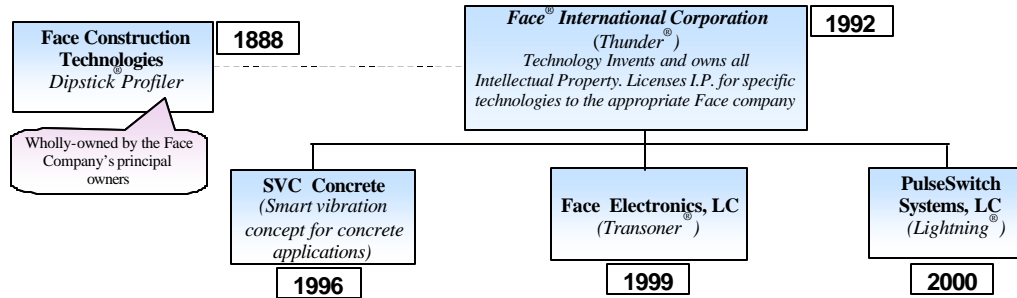 Face Construction
Technologies
Dipstick® Profiler
1888
Wholly-owned by the Face
Company's principal
owners
Face® International Corporation
(Thunder®)
Technology Invents and owns all
Intellectual Property. Licenses I.P. for specific
technologies to the appropriate Face company
1992
SVC Concrete
(Smart vibration
concept for concrete
applications)
1996
Face Electronics, LC
(Transoner®)
1999
PulseSwitch
Systems, LC
(Lightning®)
2000